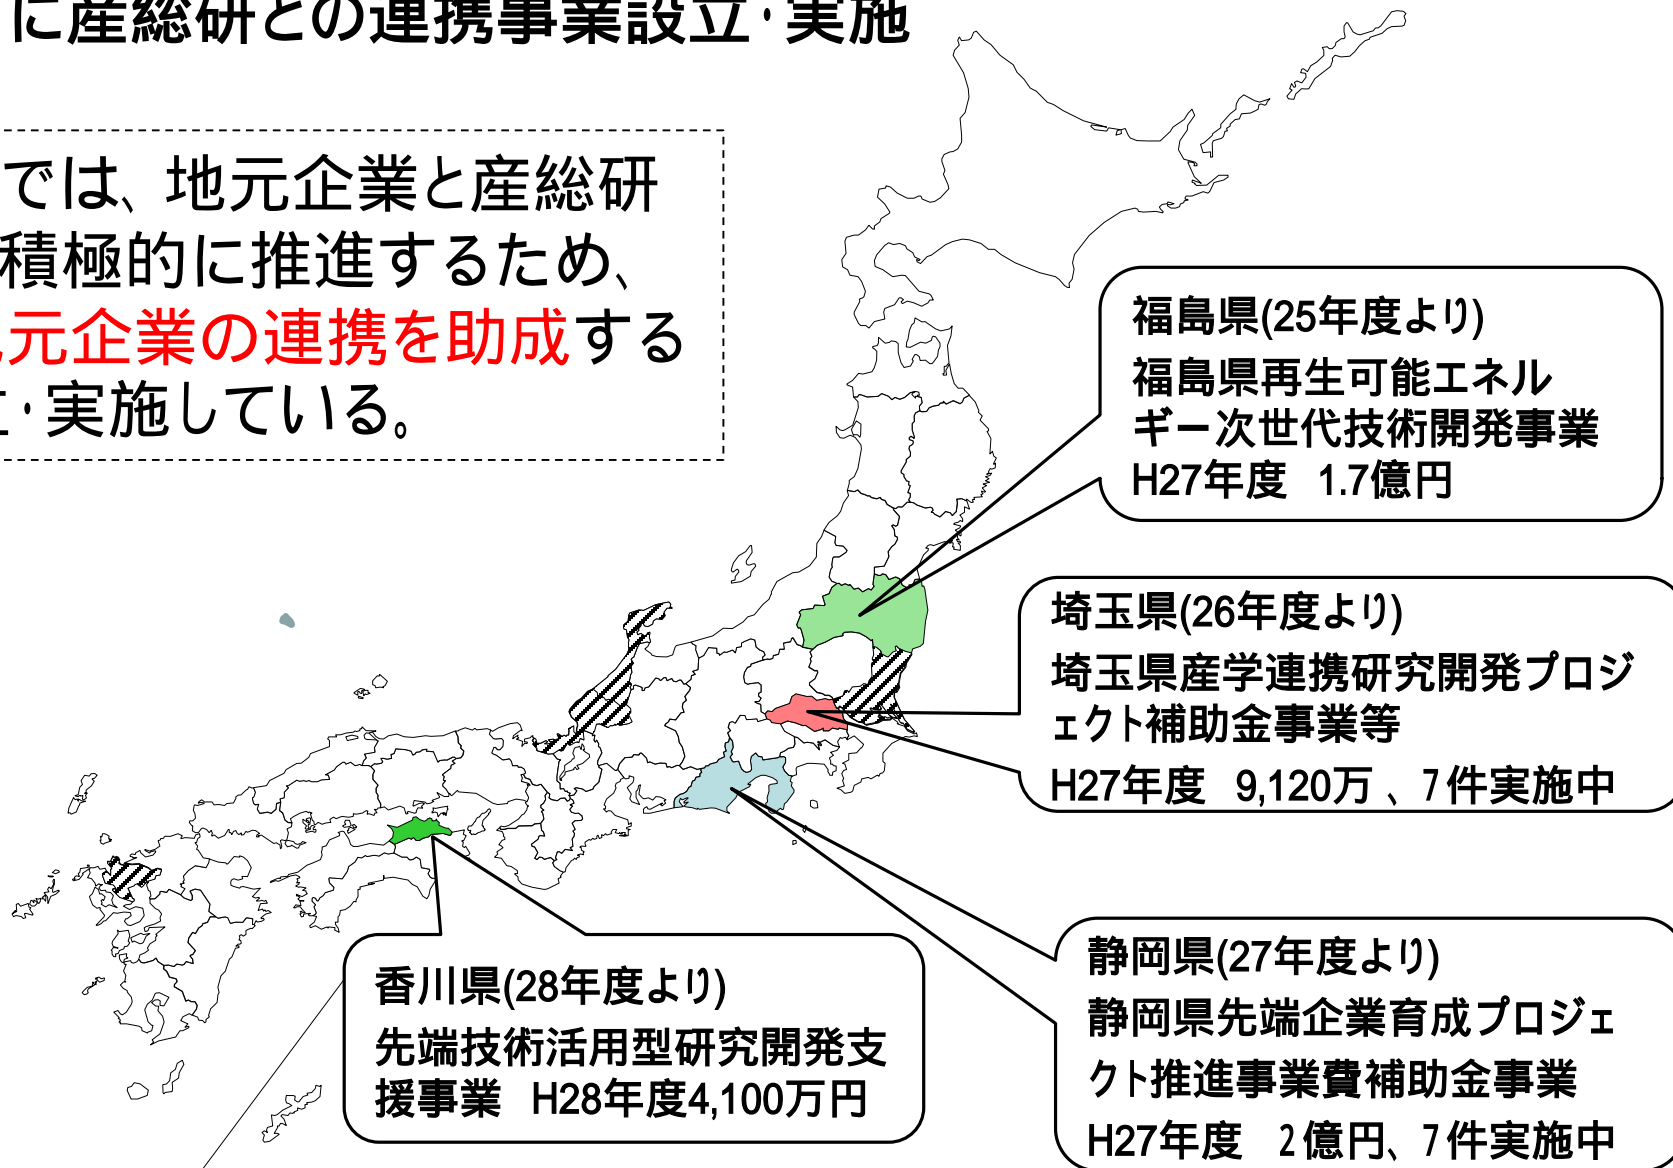 に産総研との連携事業設立･実施
では、地元企業と産総研
積極的に推進するため、
元企業の連携を助成する
･実施している。
福島県(25年度より)
福島県再生可能エネル
ギー次世代技術開発事業
H27年度 1.7億円
埼玉県(26年度より)
埼玉県産学連携研究開発プロジ
ェクト補助金事業等
H27年度 9,120万、7件実施中
静岡県(27年度より)
静岡県先端企業育成プロジェ
クト推進事業費補助金事業
H27年度 2億円、7件実施中
香川県(28年度より)
先端技術活用型研究開発支
援事業 H28年度4,100万円